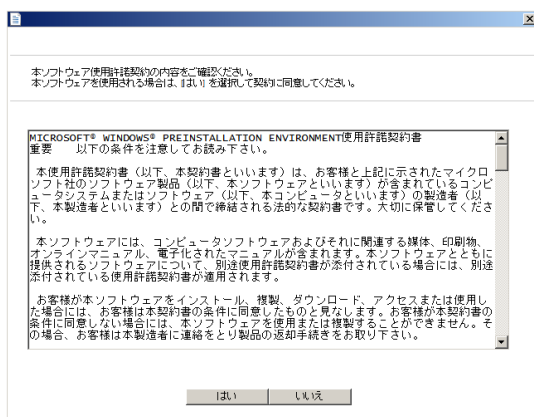 本ソフトウェア使用許諾契約の内容をご確認ください。
本ソフトウェアを使用される場合は、[はい] を選択して契約に同意してください。
MICROSOFT® WINDOWS® PREINSTALLATION ENVIRONMENT使用許諾契約書
重要　　以下の条件を注意してお読み下さい。
本使用許諾契約書（以下、本契約書といいます）は、お客様と上記に示されたマイクロ
ソフト社のソフトウェア製品（以下、本ソフトウェアといいます）が含まれているコンピ
ュータシステムまたはソフトウェア（以下、本コンピュータといいます）の製造者（以
下、本製造者といいます）との間で締結される法的な契約書です。大切に保管してくださ
い。
本ソフトウェアには、コンピュータソフトウェアおよびそれに関連する媒体、印刷物、
オンラインマニュアル、電子化されたマニュアルが含まれます。本ソフトウェアとともに
提供されるソフトウェアについて、別途使用許諾契約書が添付されている場合には、別途
添付されている使用許諾契約書が適用されます。
お客様が本ソフトウェアをインストール、複製、ダウンロード、アクセスまたは使用し
た場合には、お客様は本契約書の条件に同意したものと見なします。お客様が本契約書の
条件に同意しない場合には、本ソフトウェアを使用または複製することができません。そ
の場合、お客様は本製造者に連絡をとり製品の返却手続きをお取り下さい。
はい
いいえ